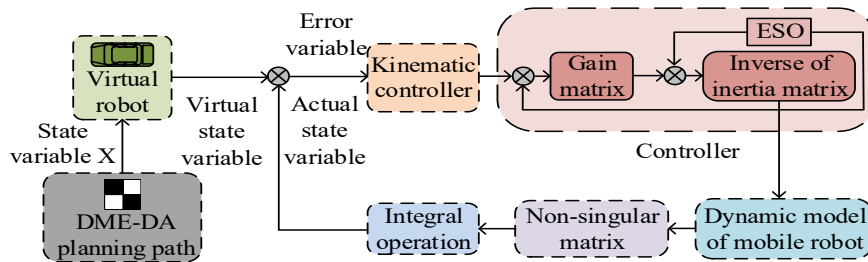 Virtual
robot
State
variable X
DME-DA
planning path
Virtual
state
variable
Error
variable
Actual
state
variable
Kinematic
controller
Gain
matrix
ESO
Inverse of
inertia matrix
Controller
Integral
operation
Non-singular
matrix
Dynamic model
of mobile robot